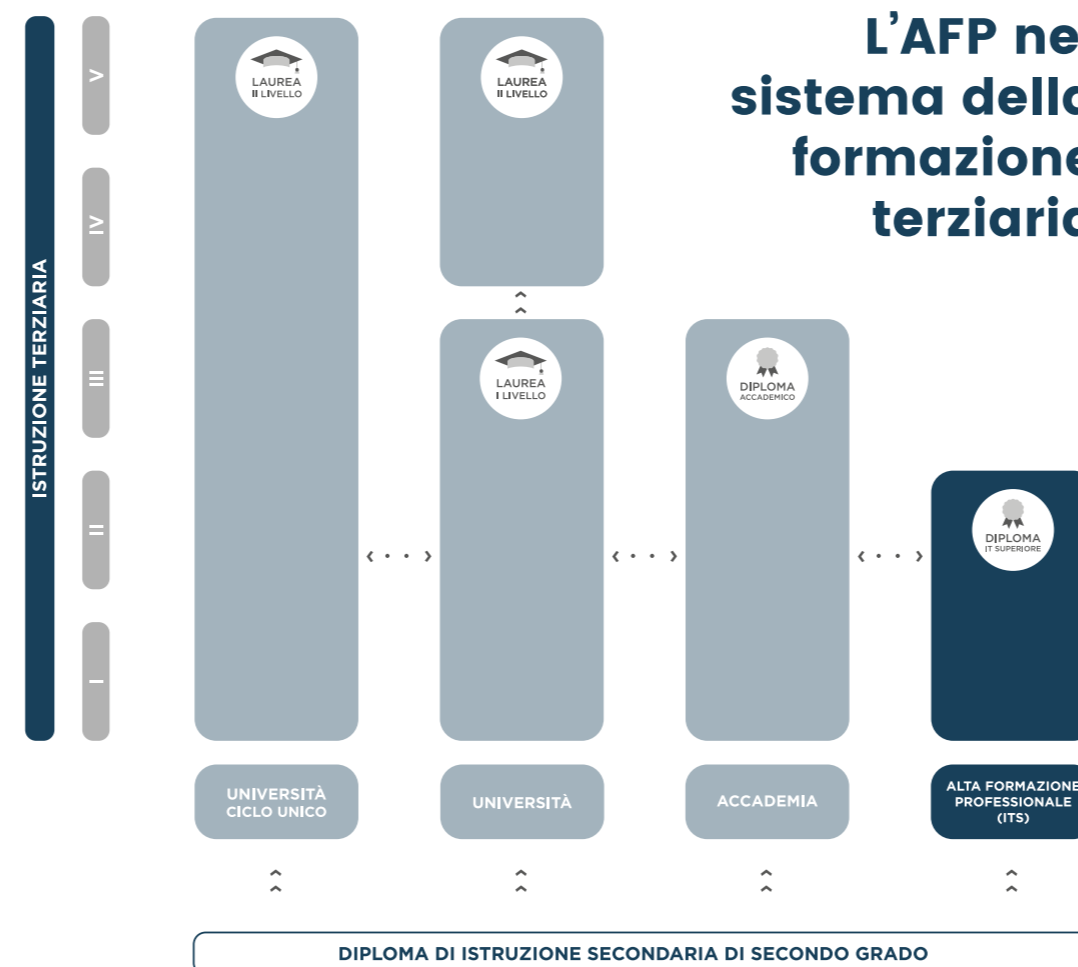 L'AFP ne
sistema dell
formazione
terziari
ISTRUZIONE TERZIARIA
V
IV
III
II
I
LAUREA
II LIVELLO
LAUREA
II LIVELLO
LAUREA
I LIVELLO
DIPLOMA
ACCADEMICO
DIPLOMA
IT SUPERIORE
UNIVERSITÀ
CICLO UNICO
UNIVERSITÀ
ACCADEMIA
ALTA FORMAZIONE
PROFESSIONALE
(ITS)
DIPLOMA DI ISTRUZIONE SECONDARIA DI SECONDO GRADO